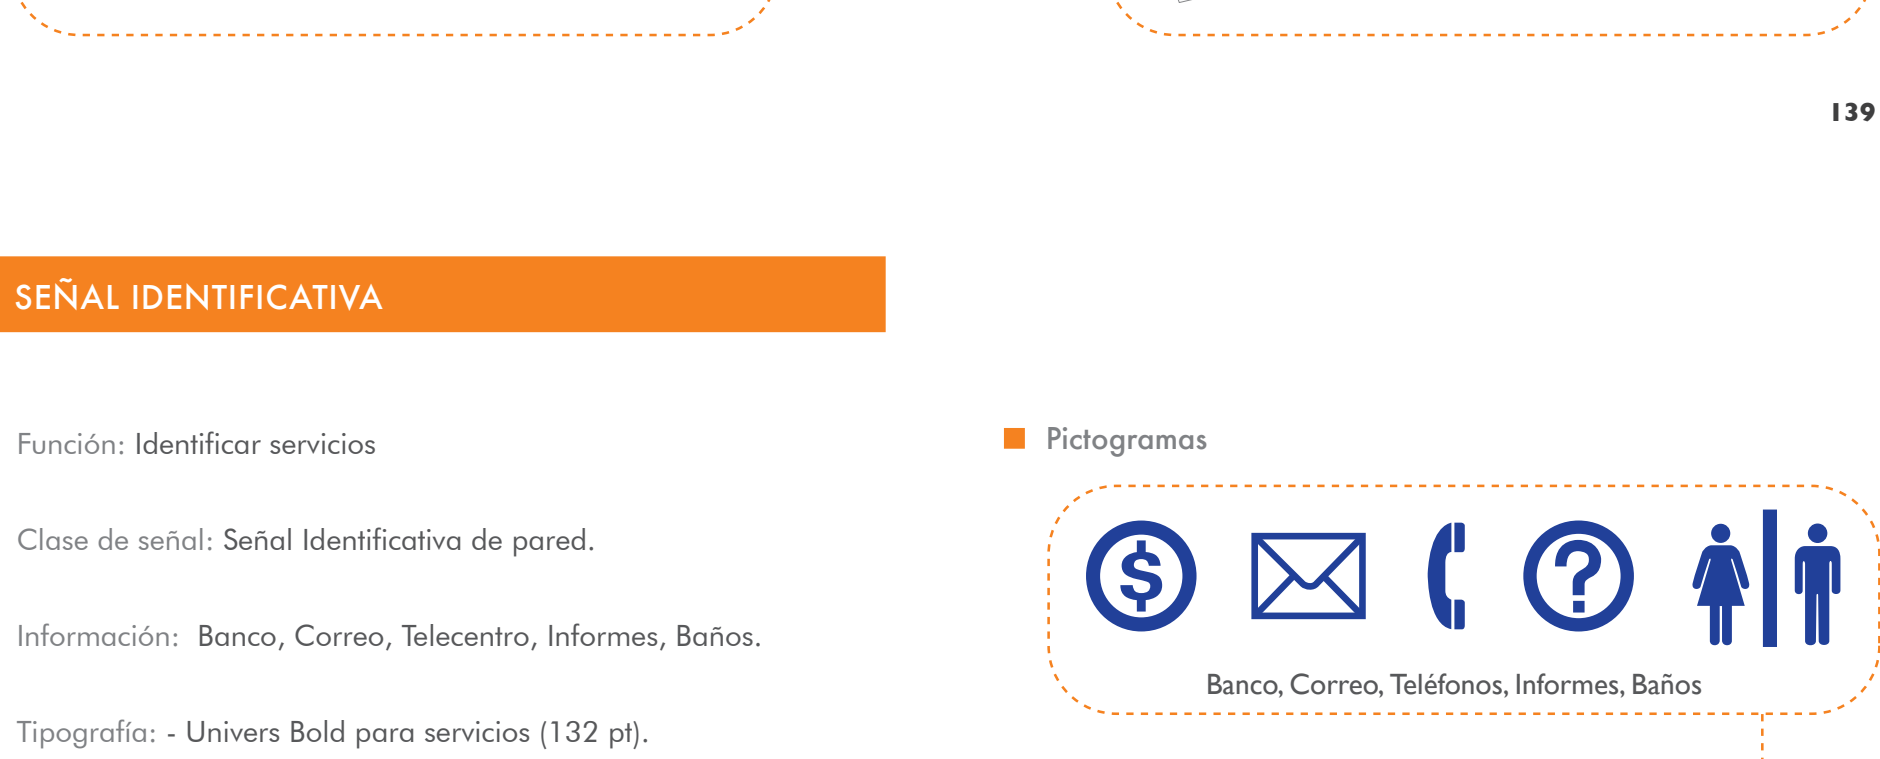 139
SEÑAL IDENTIFICATIVA
Función: Identificar servicios
Clase de señal: Señal Identificativa de pared.
Información: Banco, Correo, Telecentro, Informes, Baños.
Tipografía: - Univers Bold para servicios (132 pt).
Pictogramas
$
?
Banco, Correo, Teléfonos, Informes, Baños